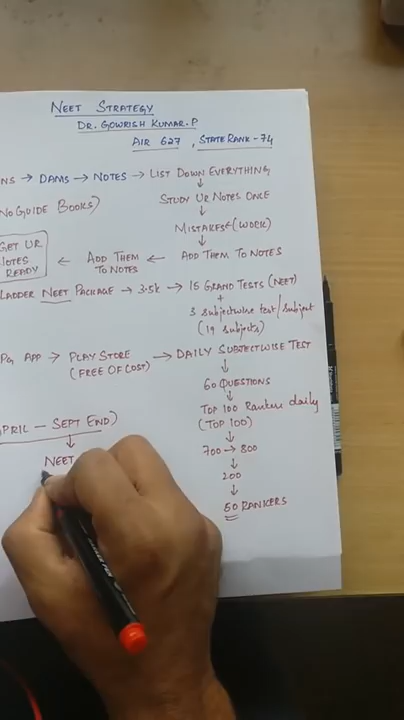 NEET STRATEGY
DR. GOWRISH KUMAR. P
AIR 627 , STATE RANK - 74
NS → DAMS → NOTES → LIST DOWN EVERYTHING
↓
NO GUIDE BOOKS) STUDY UR NOTES ONCE
↓
MISTAKES ← (WORK)
↓
GET UR NOTES READY ← ADD THEM TO NOTES ← ADD THEM TO NOTES
LADDER NEET PACKAGE → 3.5k → 15 GRAND TESTS (NEET)
+
3 subjectwise test / subject
(19 subjects)
PG APP → PLAY STORE → DAILY SUBJECTWISE TEST
(FREE OF COST) ↓
60 QUESTIONS
↓
TOP 100 Rankers daily
(TOP 100)
APRIL – SEPT END) ↓
↓ 700 → 800
NEET ↓
200
↓
50 RANKERS